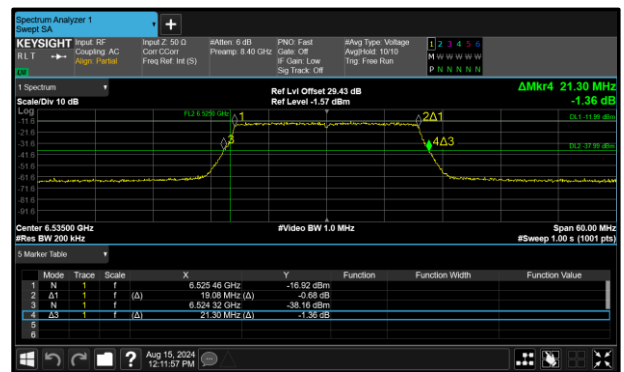 Spectrum Analyzer 1
Swept SA
+
KEYSIGHT Input: RF Input Z: 50 Ω #Atten: 6 dB PNO: Fast #Avg Type: Voltage 1 2 3 4 5 6
R L T Coupling: AC Corr CCorr Preamp: 8.40 GHz Gate: Off Avg|Hold: 10/10 M W W W W W
Align: Partial Freq Ref: Int (S) IF Gain: Low Trig: Free Run
Sig Track: Off P N N N N N
LW
1 Spectrum Ref Lvl Offset 29.43 dB ΔMkr4 21.30 MHz
Scale/Div 10 dB Ref Level -1.57 dBm -1.36 dB
Log
-11.6 FL2 6.5251 GHz 1 2Δ1 DL1 -11.99 dBm
-21.6
-31.6 3 4Δ3 DL2 -37.99 dBm
-41.6
-51.6
-61.6
-71.6
-81.6
-91.6
Center 6.53500 GHz #Video BW 1.0 MHz Span 60.00 MHz
#Res BW 200 kHz #Sweep 1.00 s (1001 pts)
5 Marker Table
Mode Trace Scale X Y Function Function Width Function Value
1 N 1 f 6.525 46 GHz -16.92 dBm
2 Δ1 1 f (Δ) 19.08 MHz (Δ) -0.68 dB
3 N 1 f 6.524 32 GHz -38.16 dBm
4 Δ3 1 f (Δ) 21.30 MHz (Δ) -1.36 dB
5
6
? Aug 15, 2024
12:11:57 PM